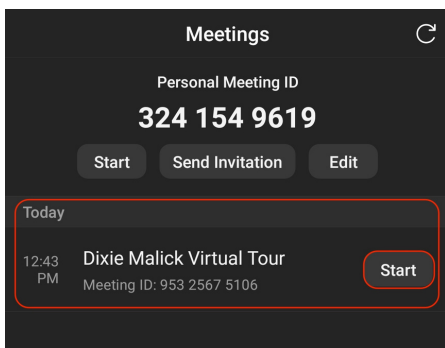 Meetings
Personal Meeting ID
324 154 9619
Start Send Invitation Edit
Today
12:43 PM
Dixie Malick Virtual Tour
Meeting ID: 953 2567 5106
Start